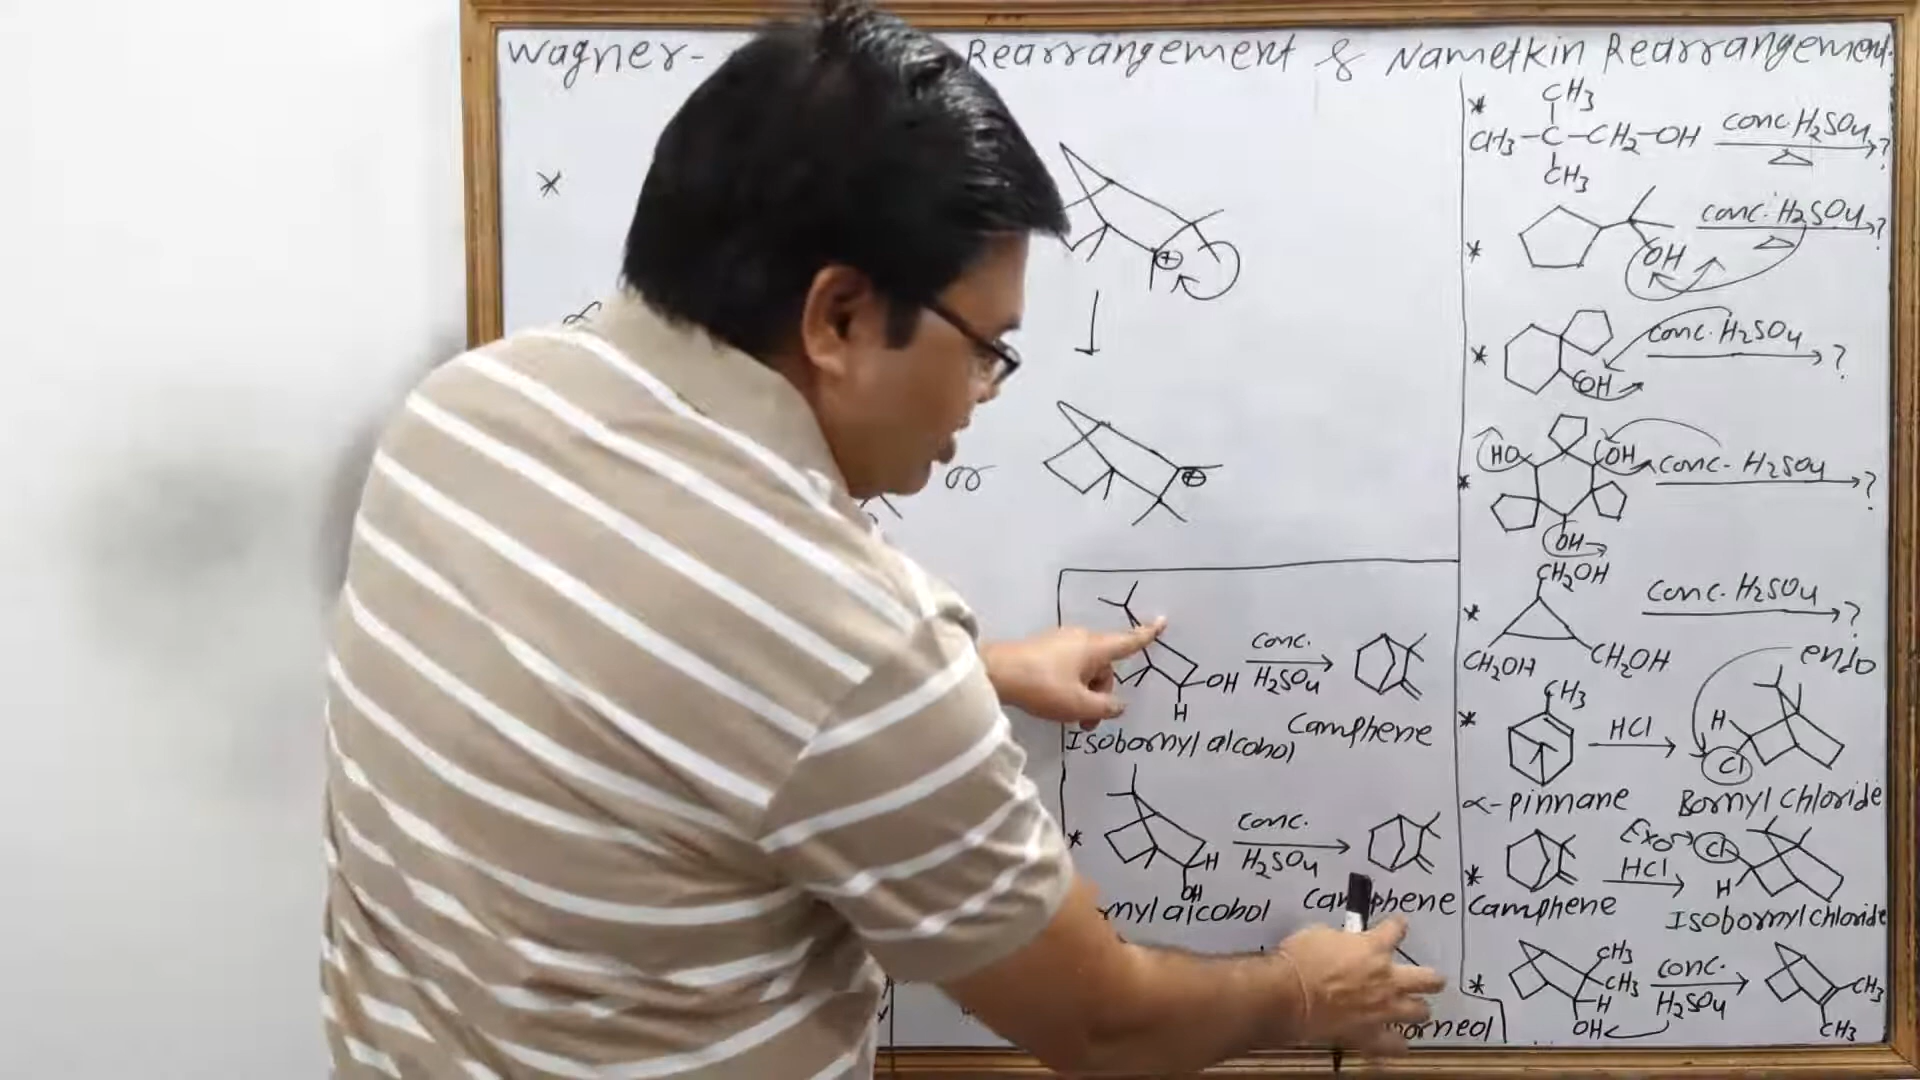 Wagner- Rearrangement & Nametkin Rearrangement.
*
or
⊕
⊕
conc.
H2SO4
OH
H
Isobornyl alcohol
Camphene
*
conc.
H2SO4
H
OH
rnyl alcohol
Camphene
orneol
*
CH3
CH3-C-CH2-OH
CH3
conc. H2SO4
△
?
*
OH
conc. H2SO4
△
?
*
OH
conc. H2SO4
?
*
HO
OH
OH
conc- H2SO4
?
*
CH2OH
CH2OH
CH2OH
conc. H2SO4
?
*
CH3
HCl
endo
H
Cl
α-pinnane
Bornyl chloride
*
HCl
Exo
Cl
H
Camphene
Isobornyl chloride
*
CH3
CH3
H
OH
conc.
H2SO4
CH3
CH3